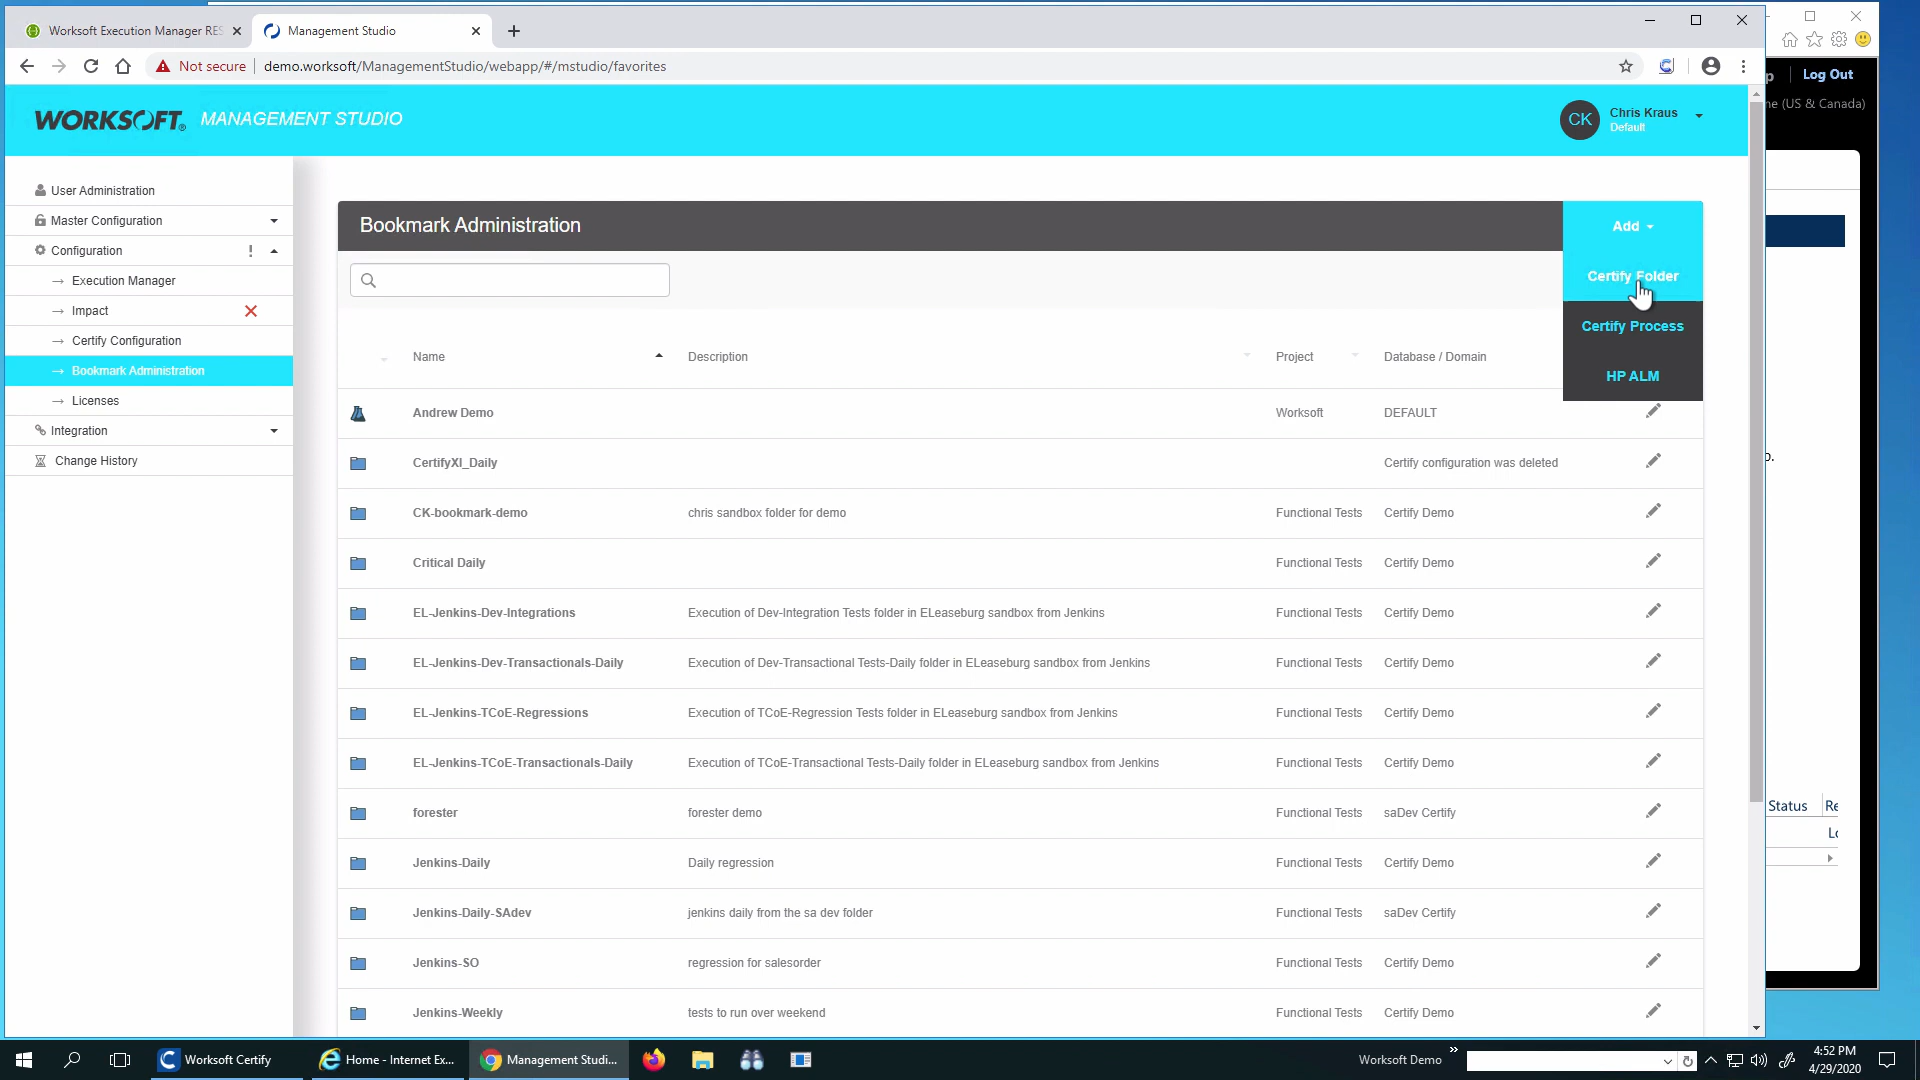 Worksoft Execution Manager RES
Management Studio
Not secure
demo.worksoft/ManagementStudio/webapp/#/mstudio/favorites
Log Out
ne (US & Canada)
WORKSOFT.
MANAGEMENT STUDIO
CK
Chris Kraus
Default
User Administration
Master Configuration
Configuration
Execution Manager
Impact
Certify Configuration
Bookmark Administration
Licenses
Integration
Change History
Bookmark Administration
Add
Certify Folder
Certify Process
HP ALM
Name Description Project Database / Domain
Andrew Demo Worksoft DEFAULT
CertifyXI_Daily Certify configuration was deleted
CK-bookmark-demo chris sandbox folder for demo Functional Tests Certify Demo
Critical Daily Functional Tests Certify Demo
EL-Jenkins-Dev-Integrations Execution of Dev-Integration Tests folder in ELeaseburg sandbox from Jenkins Functional Tests Certify Demo
EL-Jenkins-Dev-Transactionals-Daily Execution of Dev-Transactional Tests-Daily folder in ELeaseburg sandbox from Jenkins Functional Tests Certify Demo
EL-Jenkins-TCoE-Regressions Execution of TCoE-Regression Tests folder in ELeaseburg sandbox from Jenkins Functional Tests Certify Demo
EL-Jenkins-TCoE-Transactionals-Daily Execution of TCoE-Transactional Tests-Daily folder in ELeaseburg sandbox from Jenkins Functional Tests Certify Demo
forester forester demo Functional Tests saDev Certify
Jenkins-Daily Daily regression Functional Tests Certify Demo
Jenkins-Daily-SAdev jenkins daily from the sa dev folder Functional Tests saDev Certify
Jenkins-SO regression for salesorder Functional Tests Certify Demo
Jenkins-Weekly tests to run over weekend Functional Tests Certify Demo
Status Re
Worksoft Certify
Home - Internet Ex...
Management Studi...
Worksoft Demo
4:52 PM
4/29/2020